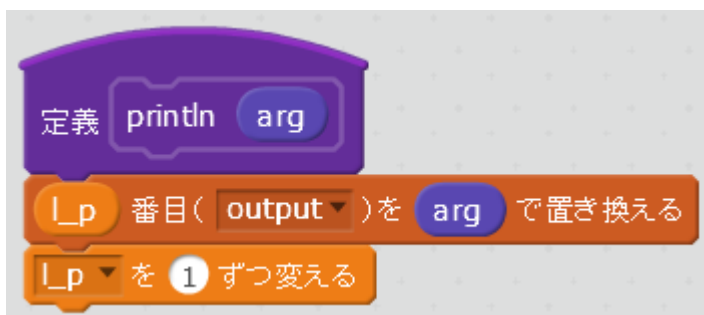 定義 println arg
l_p 番目( output )を arg で置き換える
l_p を 1 ずつ変える